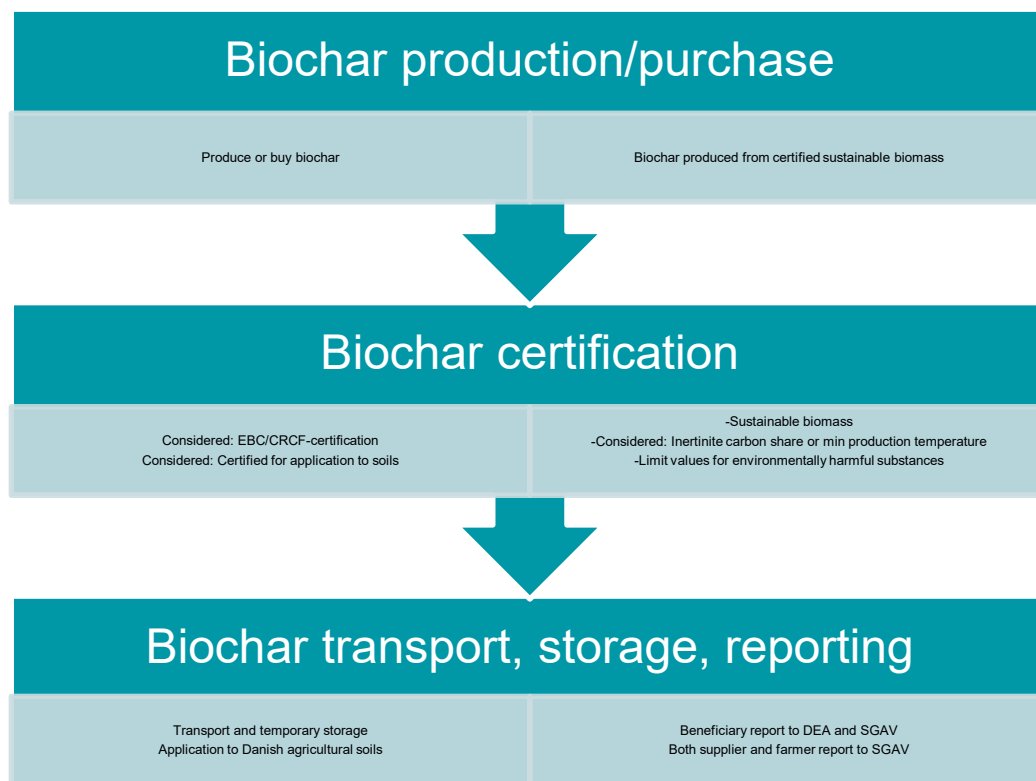 Biochar production/purchase
Produce or buy biochar
Biochar produced from certified sustainable biomass
Biochar certification
Considered: EBC/CRCF-certification
Considered: Certified for application to soils
-Sustainable biomass
-Considered: Inertinite carbon share or min production temperature
-Limit values for environmentally harmful substances
Biochar transport, storage, reporting
Transport and temporary storage
Application to Danish agricultural soils
Beneficiary report to DEA and SGAV
Both supplier and farmer report to SGAV